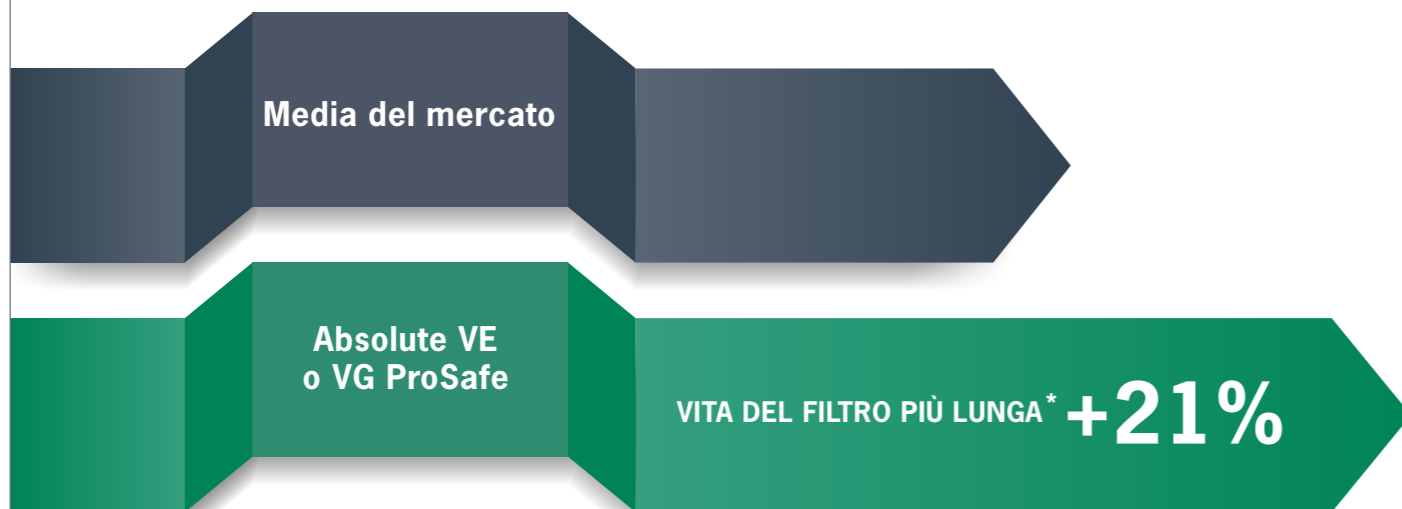 Media del mercato
Absolute VE
o VG ProSafe
VITA DEL FILTRO PIÙ LUNGA* +21%